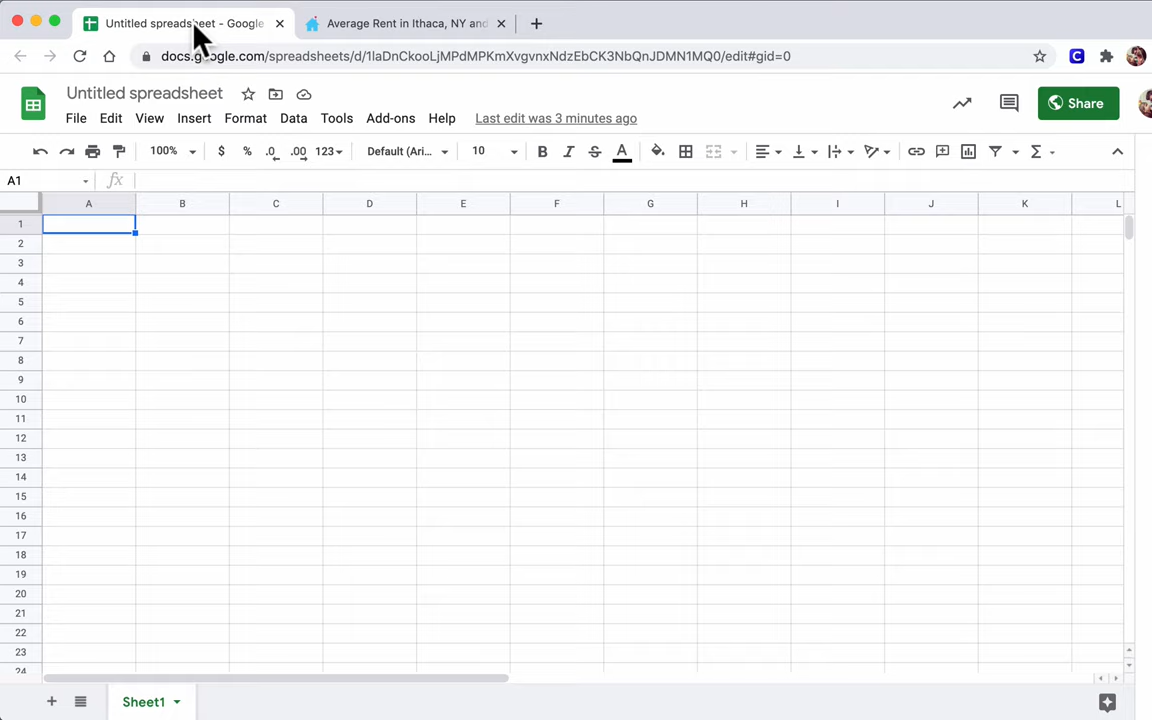 Untitled spreadsheet - Google
Average Rent in Ithaca, NY and
docs.google.com/spreadsheets/d/1laDnCkooLjMPdMPKmXvgvnxNdzEbCK3NbQnJDMN1MQ0/edit#gid=0
Untitled spreadsheet
File Edit View Insert Format Data Tools Add-ons Help Last edit was 3 minutes ago
Share
100% $ % .0 .00 123 Default (Ari... 10 B I S A
A1 fx
A B C D E F G H I J K L
1
2
3
4
5
6
7
8
9
10
11
12
13
14
15
16
17
18
19
20
21
22
23
24
Sheet1